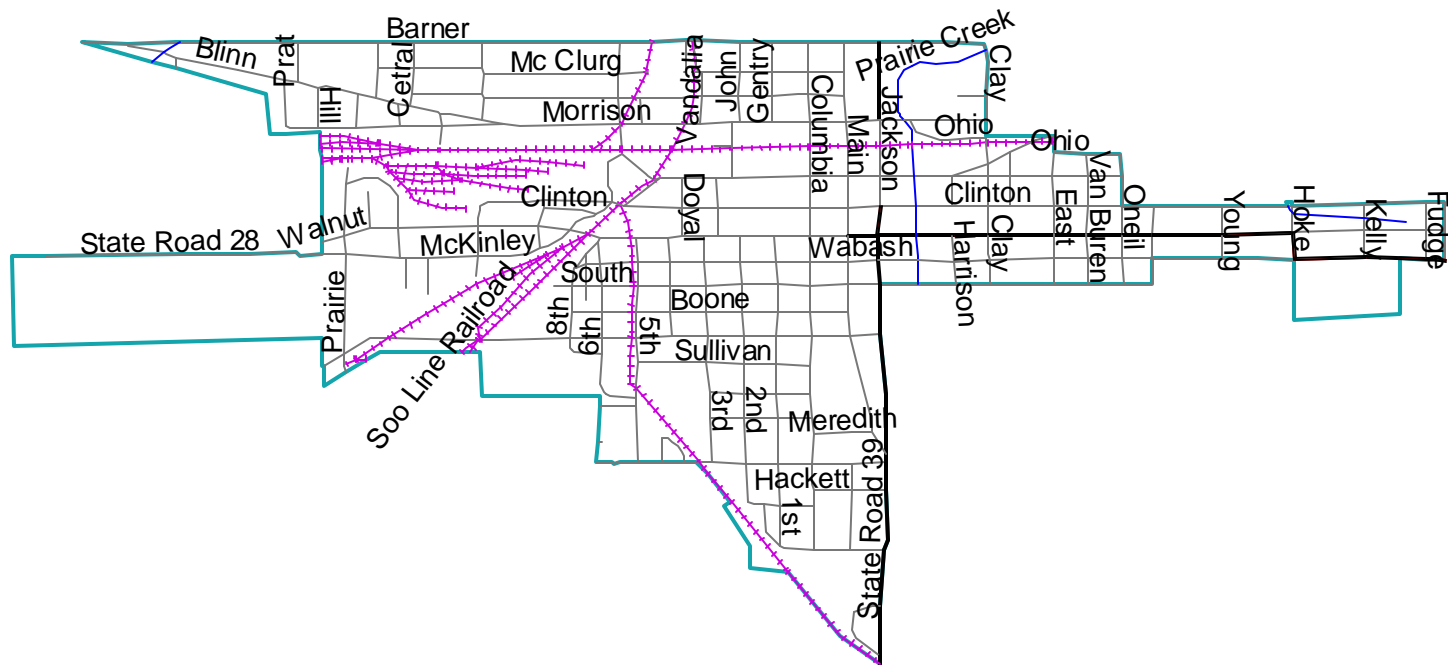 Barner
Blinn
Prat
Hill
Cetral
Mc Clurg
Morrison
Vandalia
John
Gentry
Columbia
Main
Jackson
Prairie Creek
Clay
Ohio
Ohio
Clinton
Doyal
Clinton
Harrison
Clay
East
Van Buren
Oneil
Young
Hoke
Kelly
Fudge
State Road 28
Walnut
McKinley
Wabash
Prairie
Soo Line Railroad
South
8th
6th
5th
Boone
Sullivan
3rd
2nd
Meredith
Hackett
1st
State Road 39